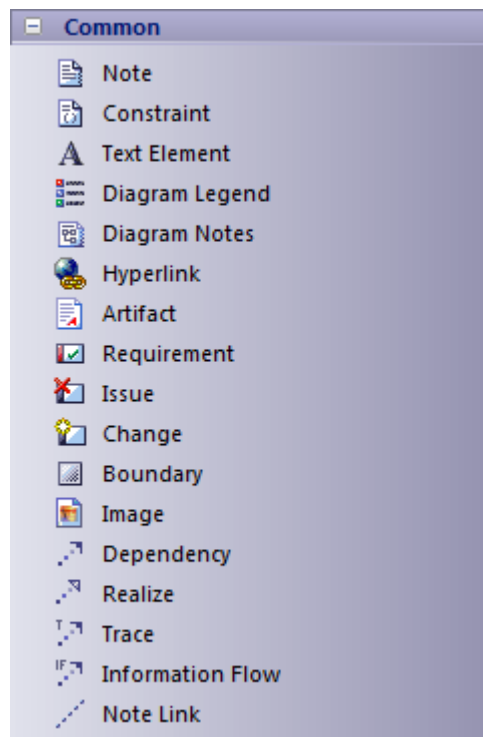 Common
Note
Constraint
A Text Element
Diagram Legend
Diagram Notes
Hyperlink
Artifact
Requirement
Issue
Change
Boundary
Image
Dependency
Realize
T Trace
IF Information Flow
Note Link